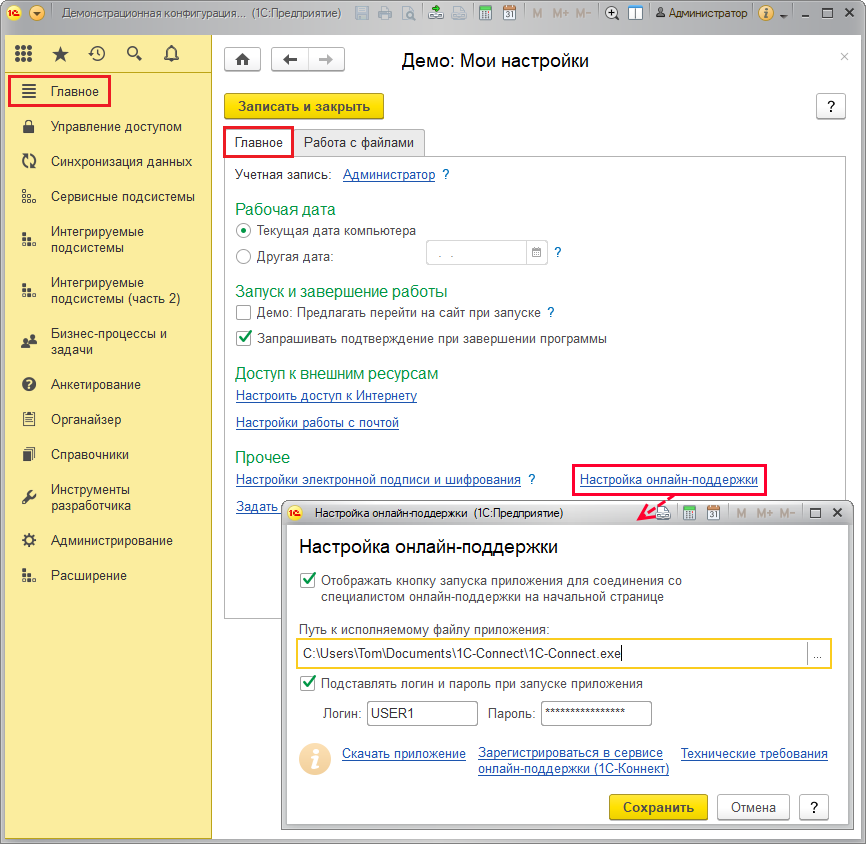 Демонстрационная конфигурация... (1С:Предприятие) M M+ M- Администратор
Главное
Управление доступом
Синхронизация данных
Сервисные подсистемы
Интегрируемые
подсистемы
Интегрируемые
подсистемы (часть 2)
Бизнес-процессы и
задачи
Анкетирование
Органайзер
Справочники
Инструменты
разработчика
Администрирование
Расширение
Демо: Мои настройки
Записать и закрыть ?
Главное Работа с файлами
Учетная запись: Администратор ?
Рабочая дата
Текущая дата компьютера
Другая дата: . . ?
Запуск и завершение работы
Демо: Предлагать перейти на сайт при запуске ?
Запрашивать подтверждение при завершении программы
Доступ к внешним ресурсам
Настроить доступ к Интернету
Настройки работы с почтой
Прочее
Настройки электронной подписи и шифрования ? Настройка онлайн-поддержки
Задать
Настройка онлайн-поддержки (1С:Предприятие) 31 M M+ M-
Настройка онлайн-поддержки
Отображать кнопку запуска приложения для соединения со
специалистом онлайн-поддержки на начальной странице
Путь к исполняемому файлу приложения:
C:\Users\Tom\Documents\1C-Connect\1C-Connect.exe ...
Подставлять логин и пароль при запуске приложения
Логин: USER1 Пароль: ****************
Скачать приложение Зарегистрироваться в сервисе Технические требования
онлайн-поддержки (1С-Коннект)
Сохранить Отмена ?